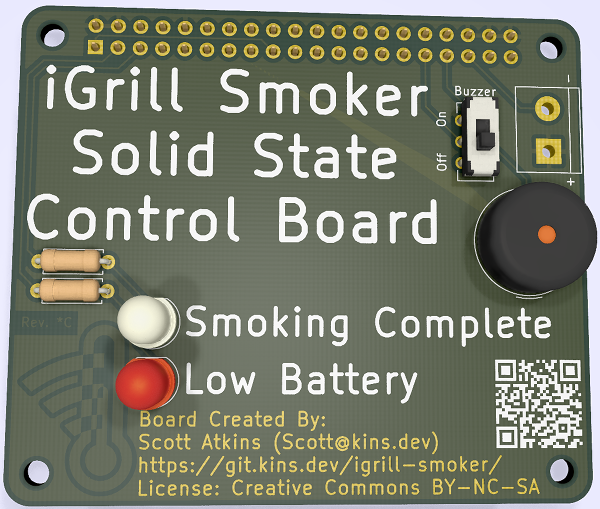 iGrill Smoker
Buzzer
On
Off
-
+
Solid State
Control Board
Rev. *C
Smoking Complete
Low Battery
Board Created By:
Scott Atkins (Scott@kins.dev)
https://git.kins.dev/igrill-smoker/
License: Creative Commons BY-NC-SA